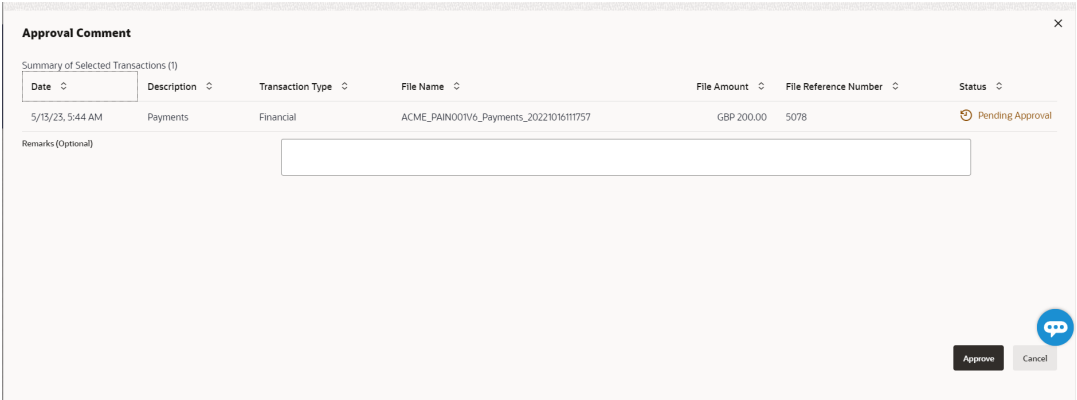 Approval Comment
Summary of Selected Transactions (1)
Date Description Transaction Type File Name File Amount File Reference Number Status
5/13/23, 5:44 AM Payments Financial ACME_PAIN001V6_Payments_20221016111757 GBP 200.00 5078 Pending Approval
Remarks (Optional)
Approve Cancel